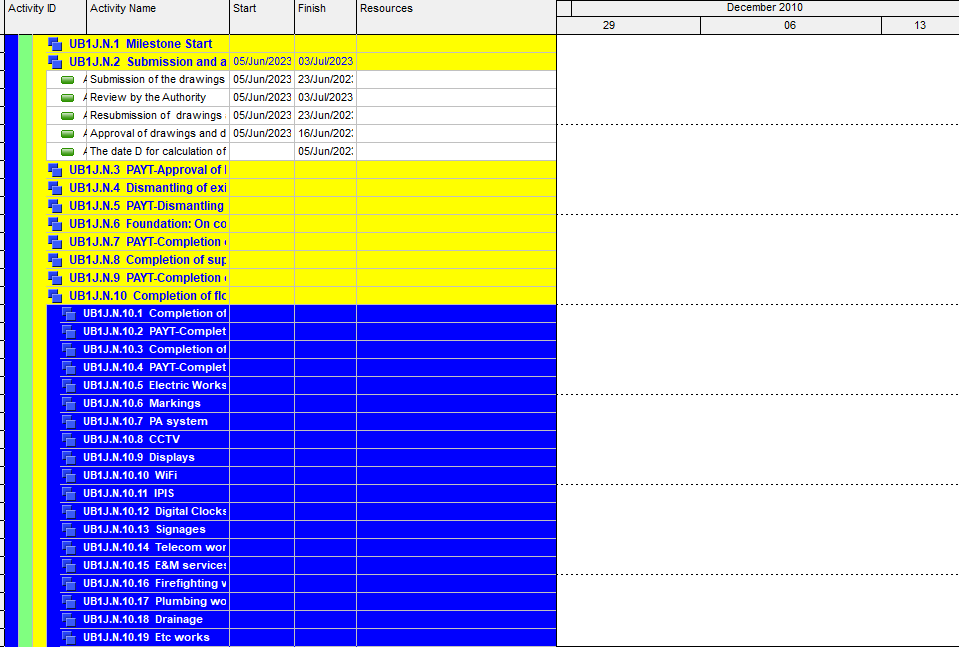 Activity ID Activity Name Start Finish Resources December 2010
29 06 13
UB1J.N.1 Milestone Start
UB1J.N.2 Submission and a 05/Jun/2023 03/Jul/2023
Submission of the drawings 05/Jun/2023 23/Jun/202
Review by the Authority 05/Jun/2023 03/Jul/2023
Resubmission of drawings 05/Jun/2023 23/Jun/202
Approval of drawings and d 05/Jun/2023 16/Jun/202
The date D for calculation of 05/Jun/202
UB1J.N.3 PAYT-Approval of
UB1J.N.4 Dismantling of exi
UB1J.N.5 PAYT-Dismantling
UB1J.N.6 Foundation: On co
UB1J.N.7 PAYT-Completion
UB1J.N.8 Completion of sup
UB1J.N.9 PAYT-Completion
UB1J.N.10 Completion of flo
UB1J.N.10.1 Completion of
UB1J.N.10.2 PAYT-Complet
UB1J.N.10.3 Completion of
UB1J.N.10.4 PAYT-Complet
UB1J.N.10.5 Electric Works
UB1J.N.10.6 Markings
UB1J.N.10.7 PA system
UB1J.N.10.8 CCTV
UB1J.N.10.9 Displays
UB1J.N.10.10 WiFi
UB1J.N.10.11 IPIS
UB1J.N.10.12 Digital Clocks
UB1J.N.10.13 Signages
UB1J.N.10.14 Telecom wor
UB1J.N.10.15 E&M services
UB1J.N.10.16 Firefighting w
UB1J.N.10.17 Plumbing wo
UB1J.N.10.18 Drainage
UB1J.N.10.19 Etc works